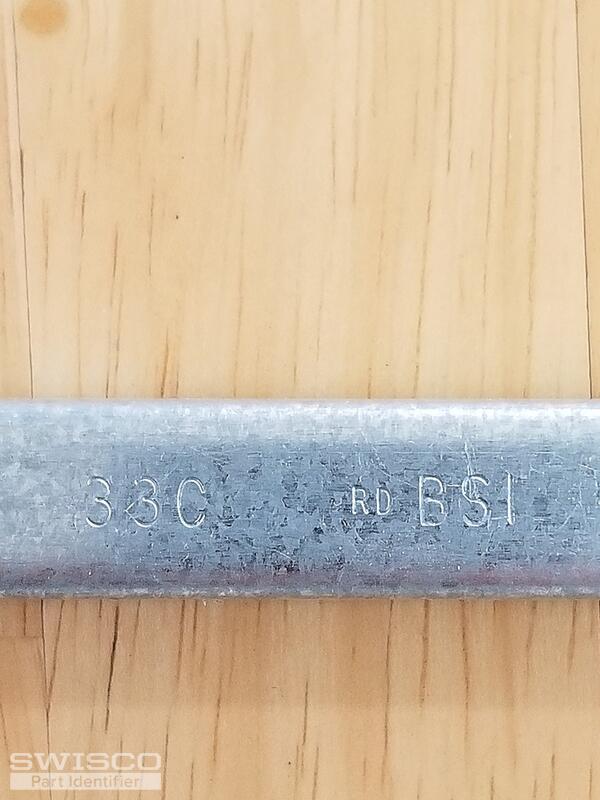 33C RD BSI
SWISCO
Part Identifier